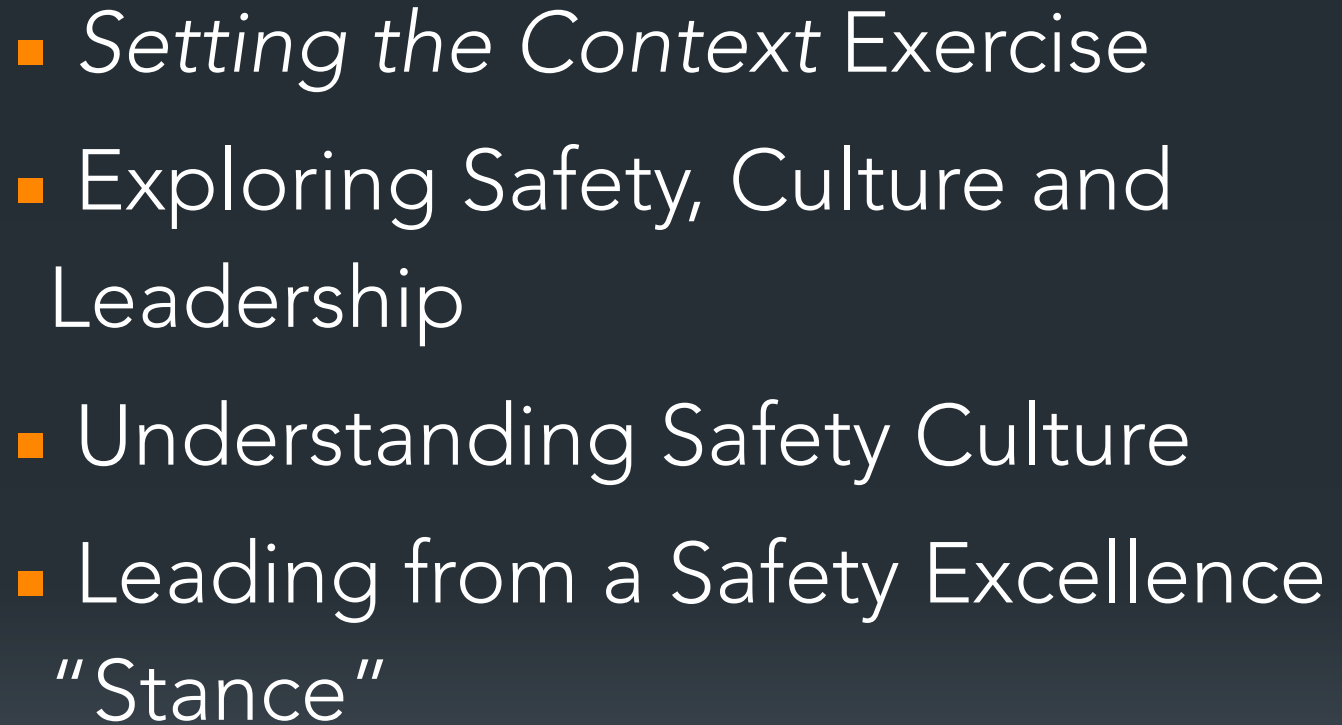 ▪ Setting the Context Exercise
▪ Exploring Safety, Culture and
Leadership
▪ Understanding Safety Culture
▪ Leading from a Safety Excellence
“Stance”